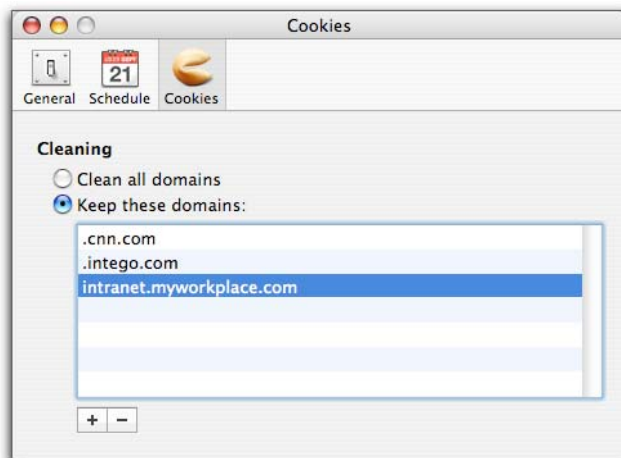 Cookies
21
General Schedule Cookies
Cleaning
Clean all domains
Keep these domains:
.cnn.com
.intego.com
intranet.myworkplace.com
+ −